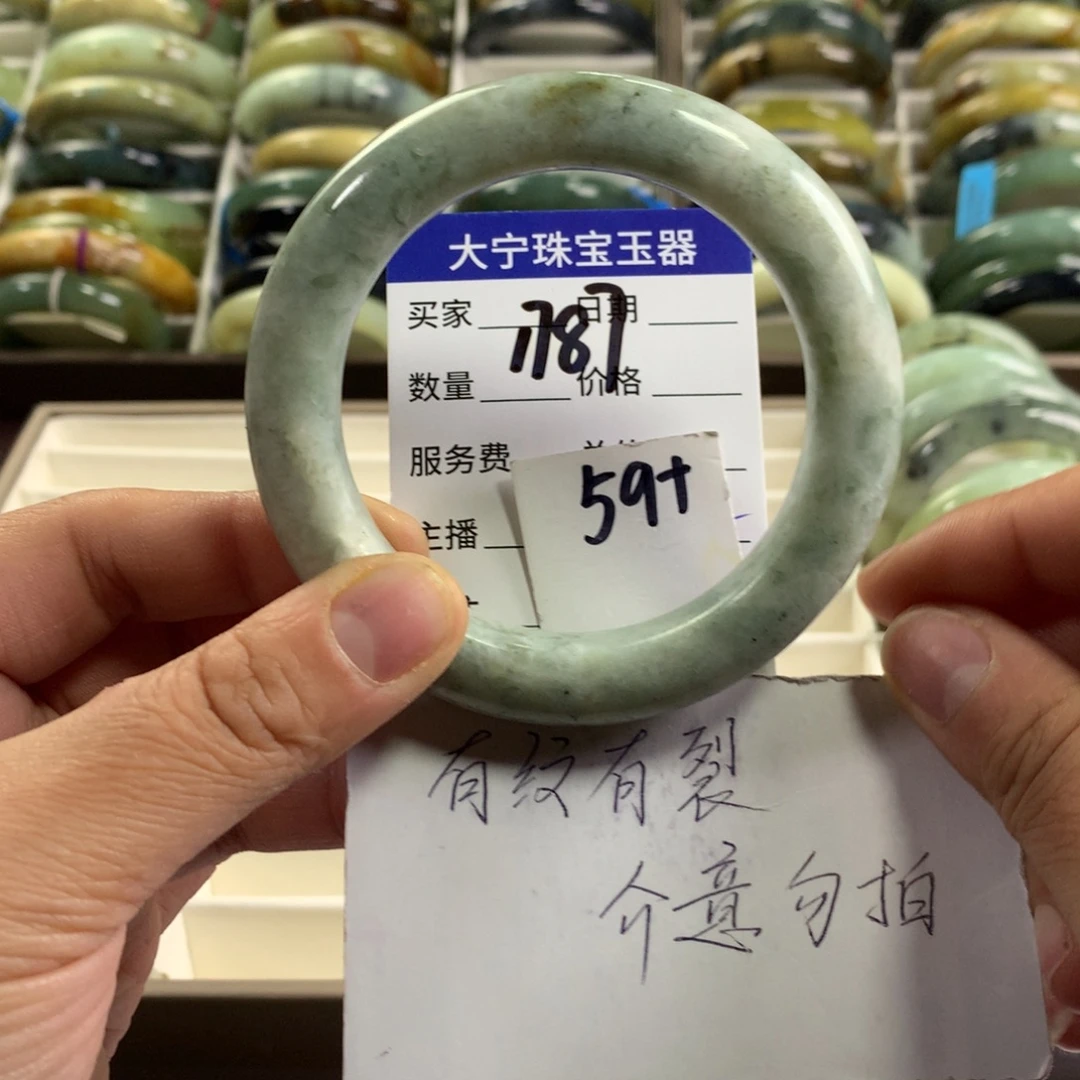 大宁珠宝玉器
买家 日期
1787
数量 价格
服务费
59+
主播
有纹有裂
介意勿拍